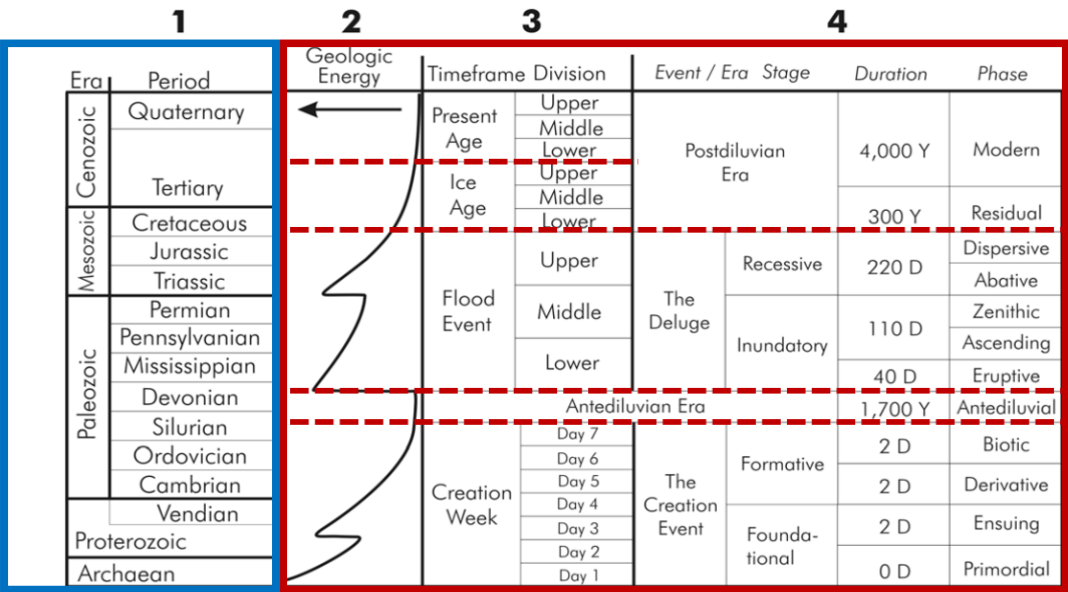 1 2 3 4
Era Period
Geologic
Energy
Timeframe Division
Event / Era Stage Duration Phase
Cenozoic
Quaternary
Tertiary
Mesozoic
Cretaceous
Jurassic
Triassic
Paleozoic
Permian
Pennsylvanian
Mississippian
Devonian
Silurian
Ordovician
Cambrian
Vendian
Proterozoic
Archaean
Present
Age
Upper
Middle
Lower
Ice
Age
Upper
Middle
Lower
Flood
Event
Upper
Middle
Lower
Antediluvian Era
Creation
Week
Day 7
Day 6
Day 5
Day 4
Day 3
Day 2
Day 1
Postdiluvian
Era
4,000 Y
Modern
300 Y
Residual
The
Deluge
Recessive
220 D
Dispersive
Abative
Inundatory
110 D
Zenithic
Ascending
40 D
Eruptive
1,700 Y
Antediluvial
The
Creation
Event
Formative
2 D
Biotic
2 D
Derivative
Founda-
tional
2 D
Ensuing
0 D
Primordial